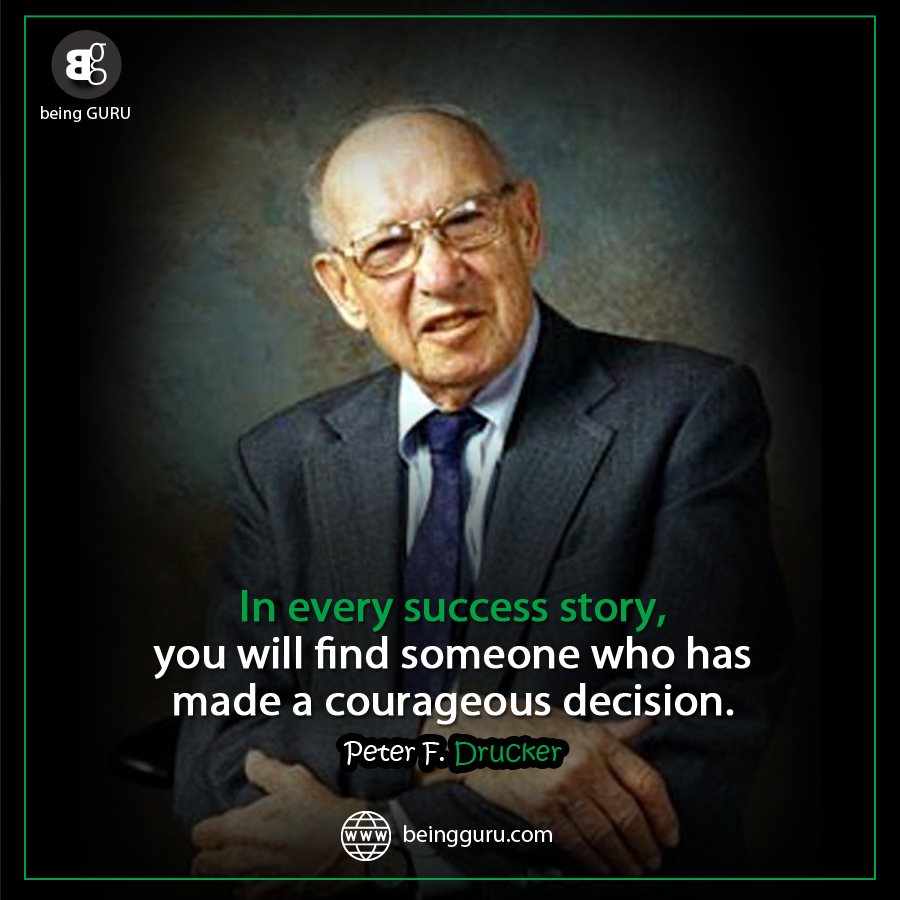 Bg
being GURU
In every success story,
you will find someone who has
made a courageous decision.
Peter F. Drucker
www beingguru.com